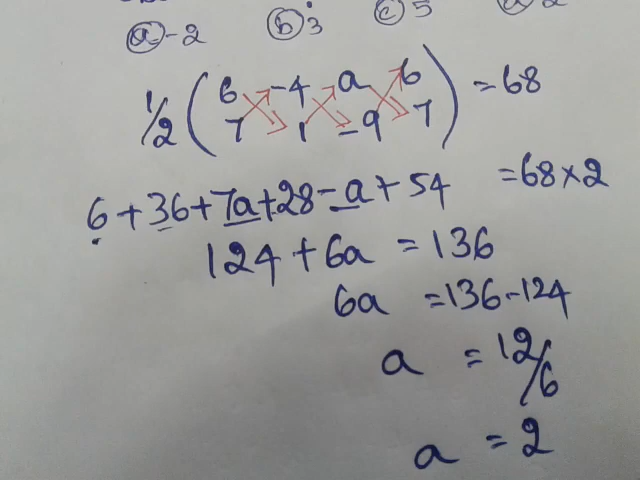 ⓐ -2 ⓑ 3 ⓒ 5 ⓓ 2
1/2 ( 6 -4 a 6 ) = 68
7 1 -9 7
6 + 36 + 7a + 28 - a + 54 = 68 × 2
124 + 6a = 136
6a = 136 - 124
a = 12/6
a = 2